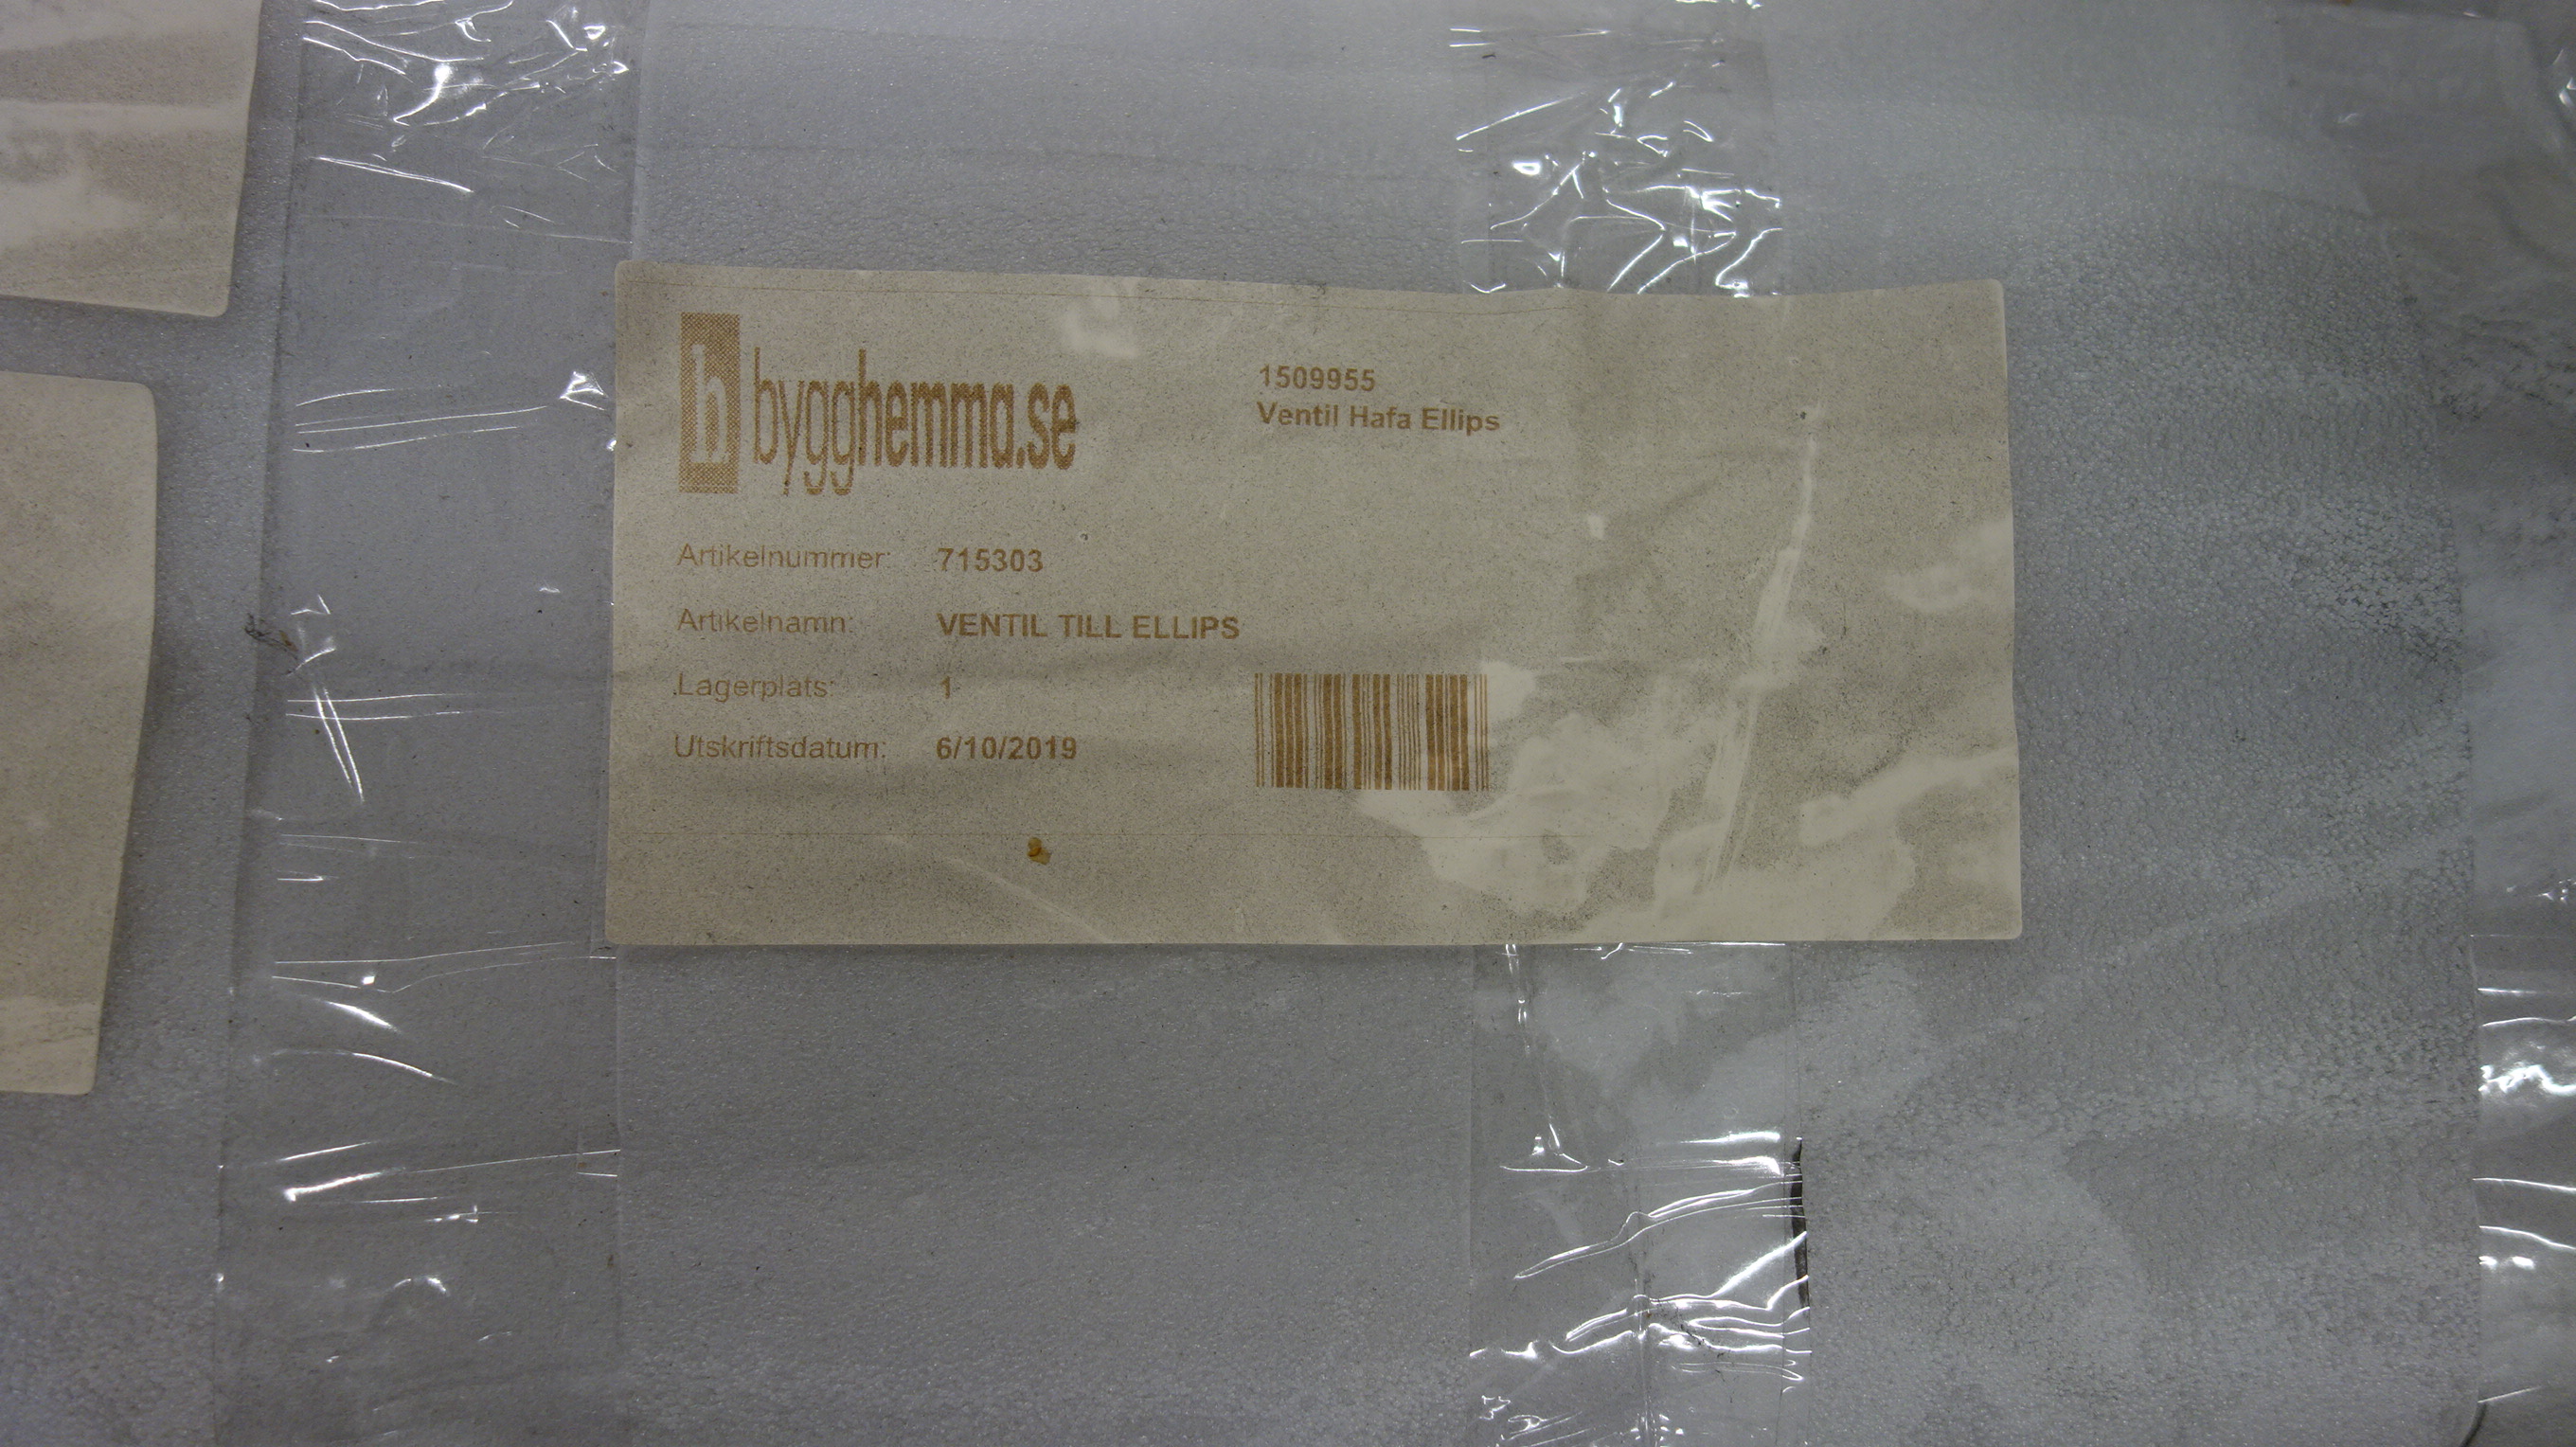 b bygghemma.se
1509955
Ventil Hafa Ellips
Artikelnummer: 715303
Artikelnamn: VENTIL TILL ELLIPS
Lagerplats: 1
Utskriftsdatum: 6/10/2019